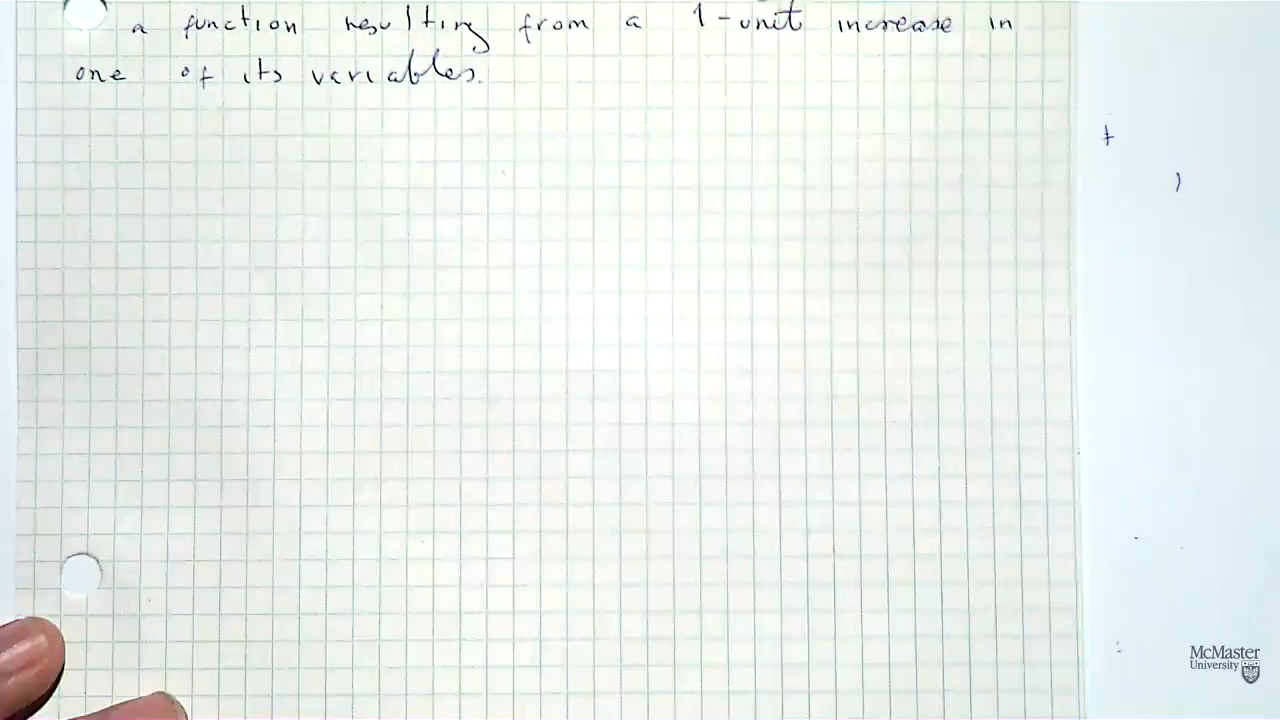 a function resulting from a 1-unit increase in
one of its variables.
McMaster
University